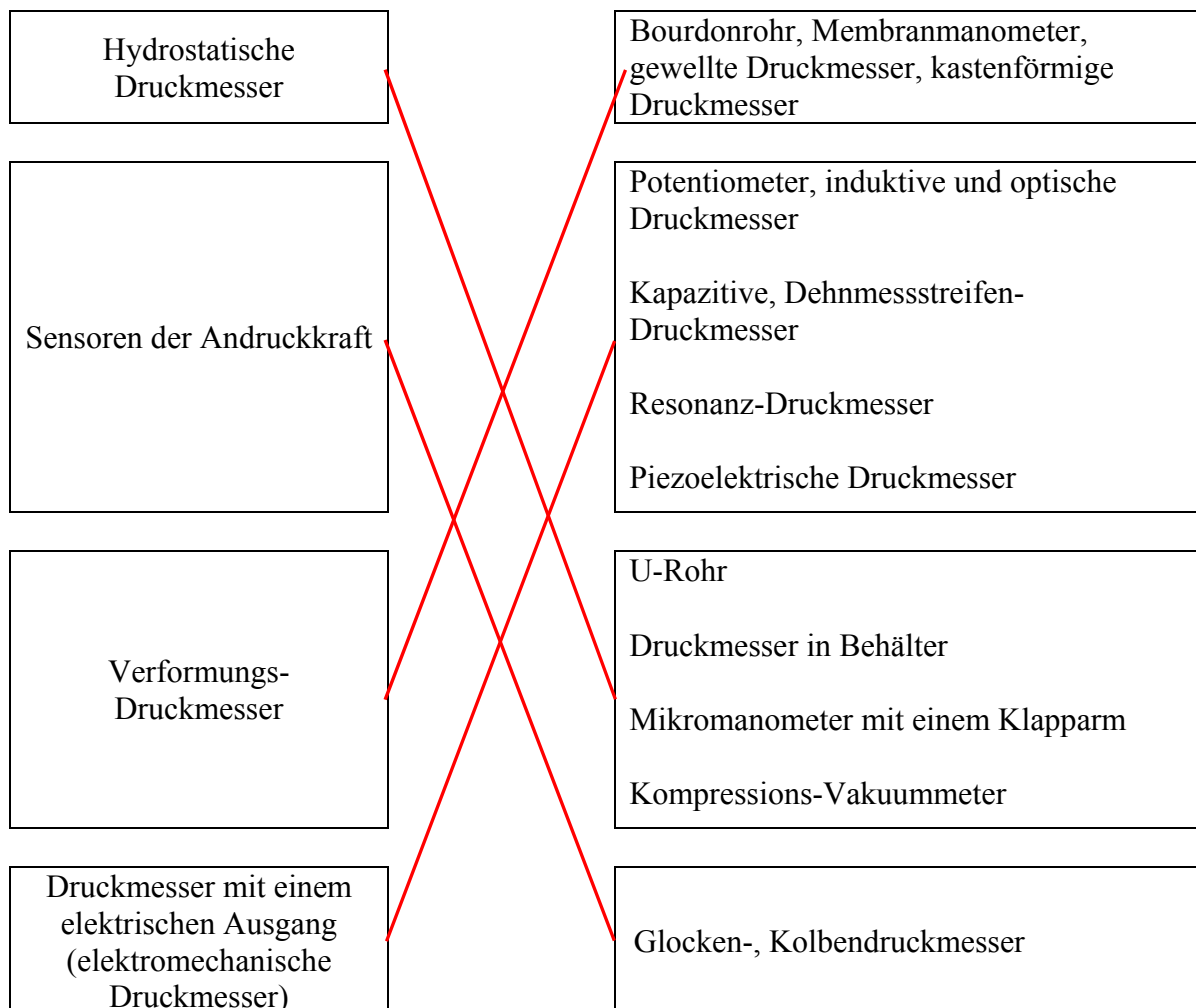 Hydrostatische
Druckmesser
Bourdonrohr, Membranmanometer,
gewellte Druckmesser, kastenförmige
Druckmesser
Sensoren der Andruckkraft
Potentiometer, induktive und optische
Druckmesser
Kapazitive, Dehnmessstreifen-
Druckmesser
Resonanz-Druckmesser
Piezoelektrische Druckmesser
Verformungs-
Druckmesser
U-Rohr
Druckmesser in Behälter
Mikromanometer mit einem Klapparm
Kompressions-Vakuummeter
Druckmesser mit einem
elektrischen Ausgang
(elektromechanische
Druckmesser)
Glocken-, Kolbendruckmesser